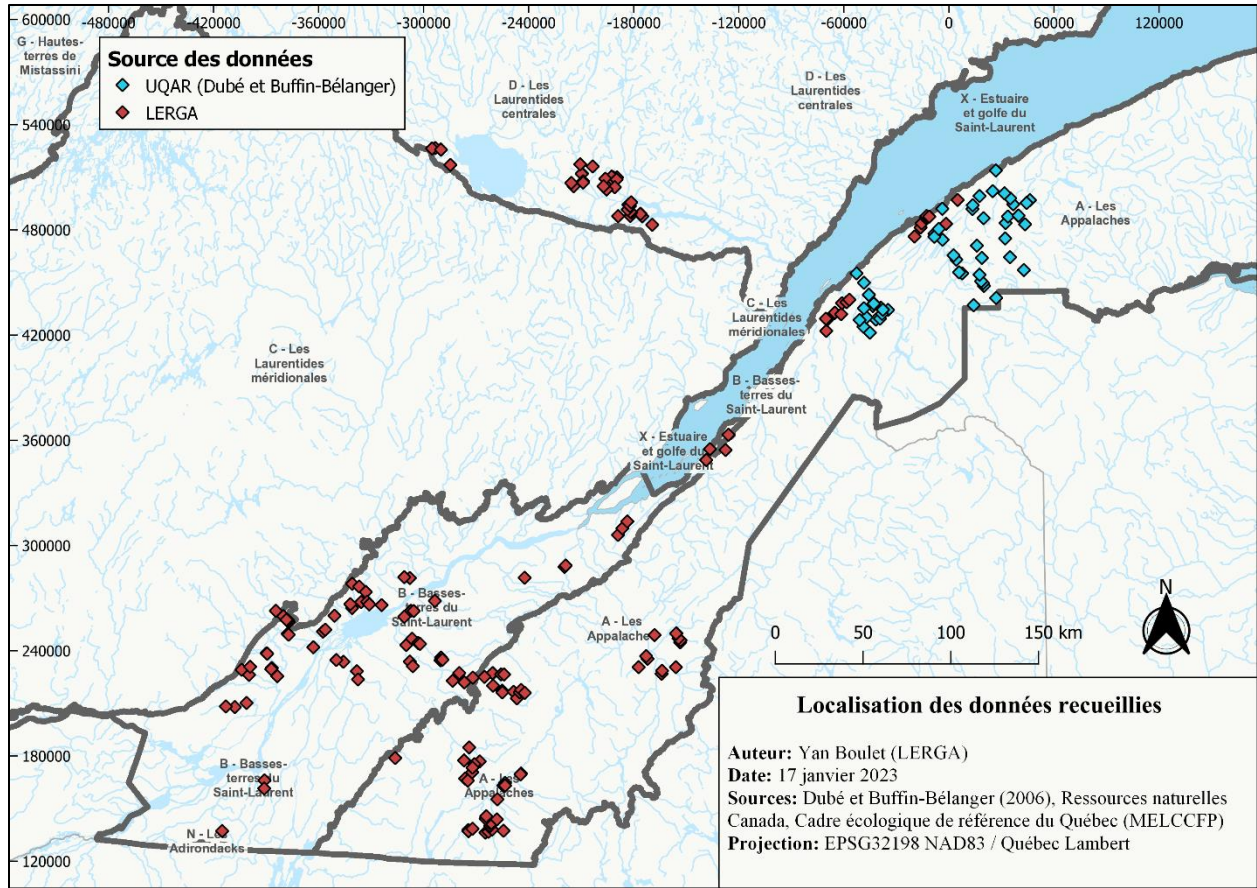 600000
-480000
-420000
-360000
-300000
-240000
-180000
-120000
-60000
0
60000
120000
G - Hautes-
terres de
Mistassini
Source des données
UQAR (Dubé et Buffin-Bélanger)
LERGA
D - Les
Laurentides
centrales
D - Les
Laurentides
centrales
X - Estuaire
et golfe du
Saint-Laurent
540000
A - Les
Appalaches
480000
C - Les
Laurentides
méridionales
420000
C - Les
Laurentides
méridionales
B - Basses-
terres du
Saint-Laurent
360000
X - Estuaire
et golfe du
Saint-Laurent
300000
B - Basses-
terres du
Saint-Laurent
A - Les
Appalache
240000
N
0
50
100
150 km
180000
B - Basses-
terres du
Saint-Laurent
A - Les
Appalaches
N - Les
Adirondacks
120000
Localisation des données recueillies
Auteur: Yan Boulet (LERGA)
Date: 17 janvier 2023
Sources: Dubé et Buffin-Bélanger (2006), Ressources naturelles
Canada, Cadre écologique de référence du Québec (MELCCFP)
Projection: EPSG32198 NAD83 / Québec Lambert